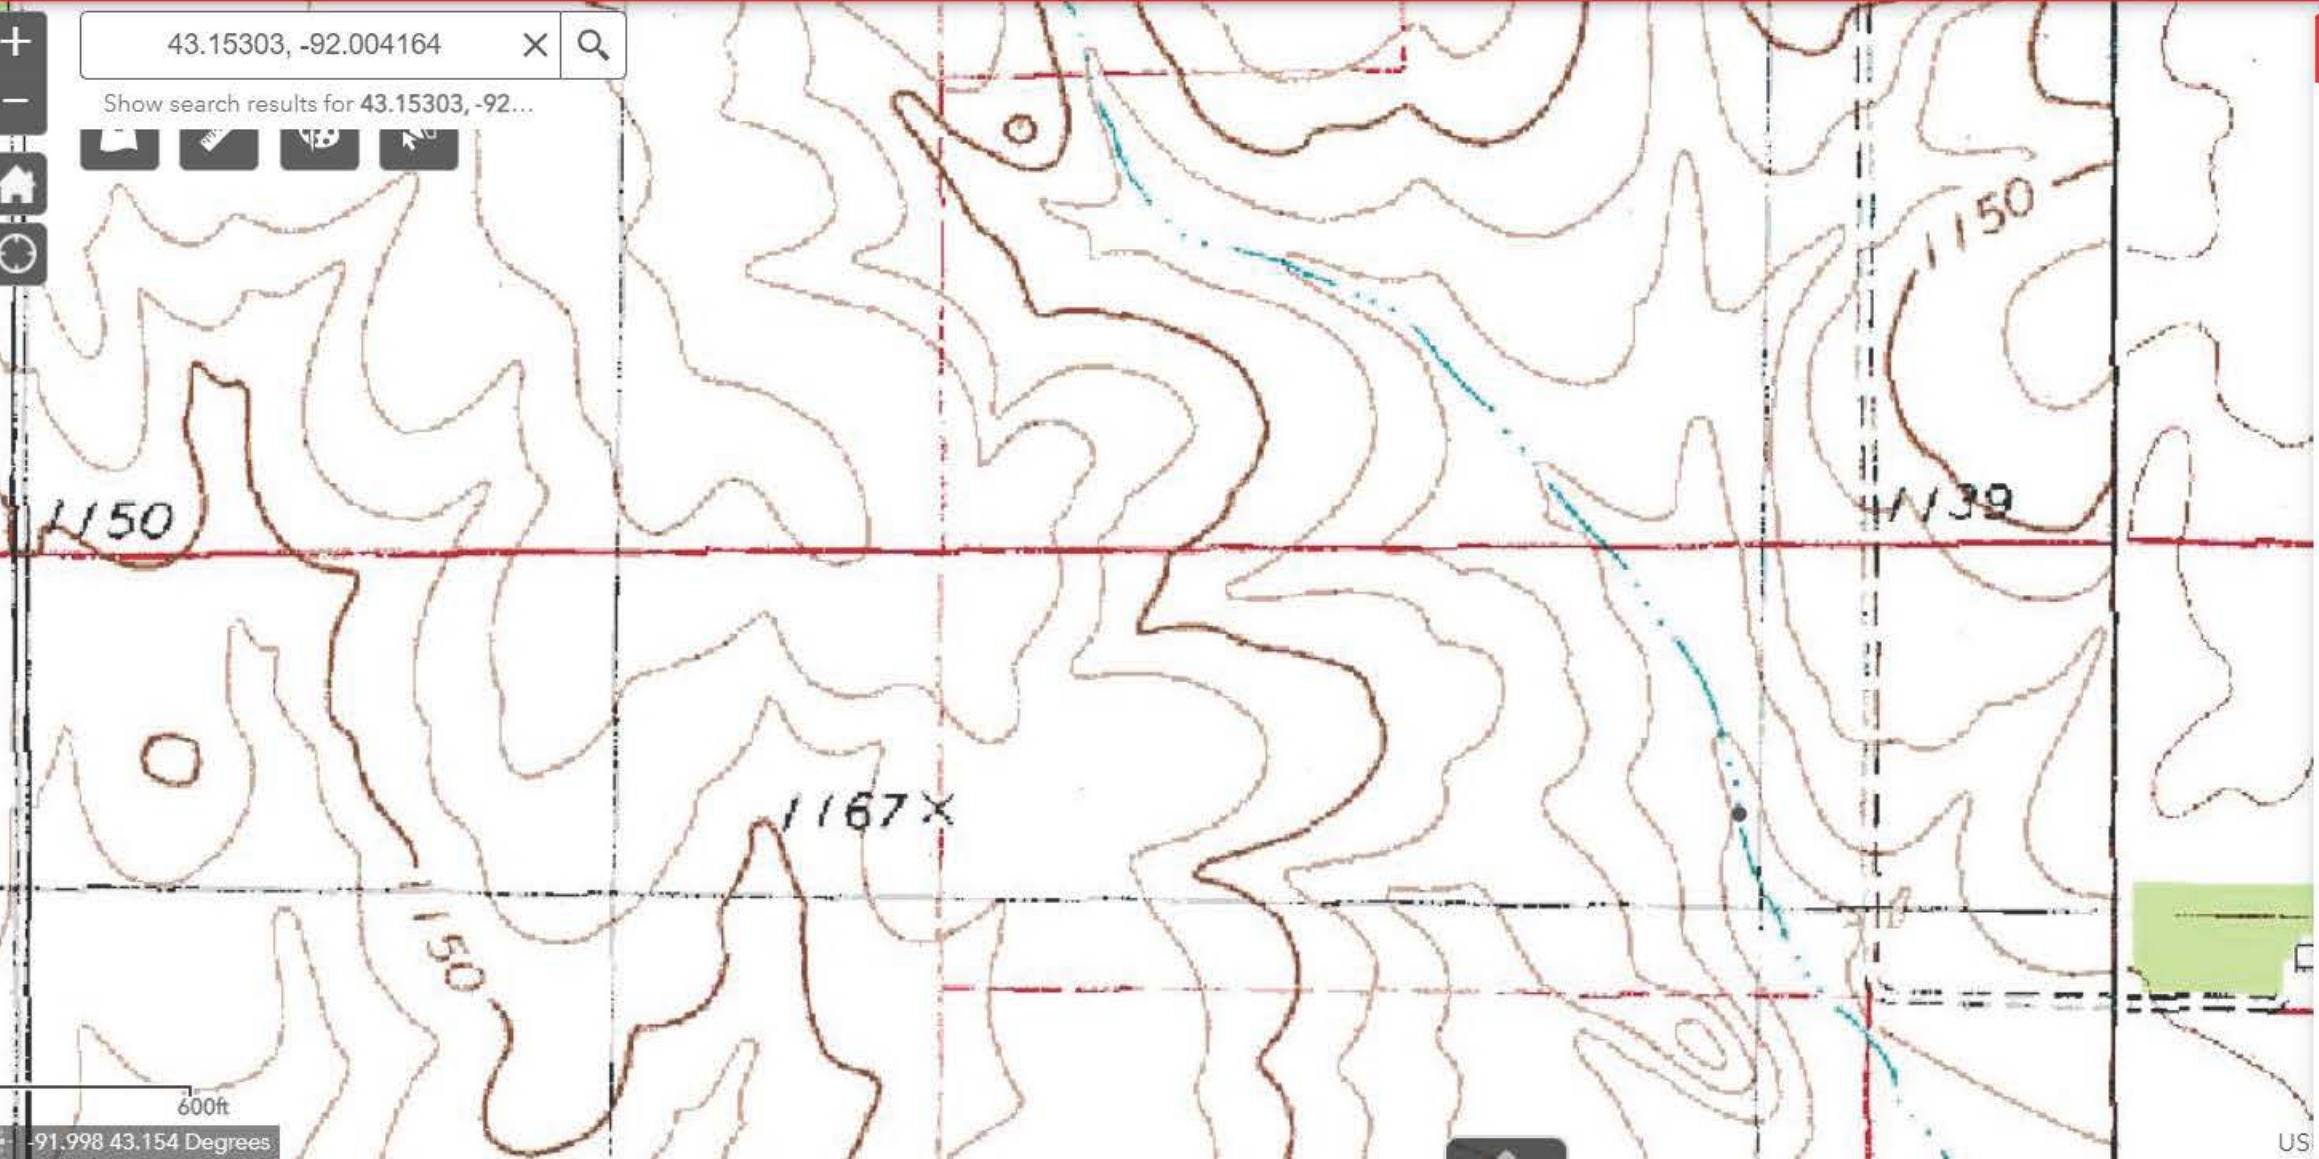 +
43.15303, -92.004164
−
Show search results for 43.15303, -92...
1150
1150
1139
1167 X
1150
600ft
-91.998 43.154 Degrees
US